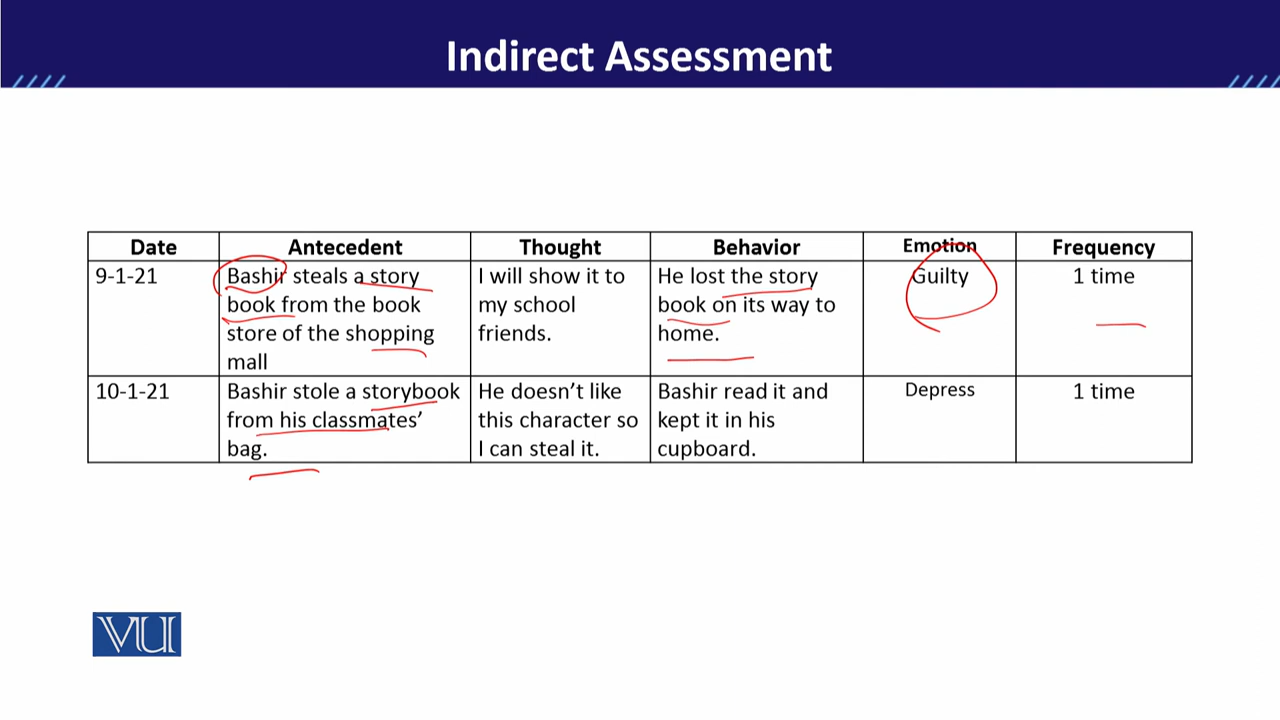 Indirect Assessment
Date Antecedent Thought Behavior Emotion Frequency
9-1-21 Bashir steals a story I will show it to He lost the story Guilty 1 time
book from the book my school book on its way to
store of the shopping friends. home.
mall
10-1-21 Bashir stole a storybook He doesn’t like Bashir read it and Depress 1 time
from his classmates’ this character so kept it in his
bag. I can steal it. cupboard.
VU